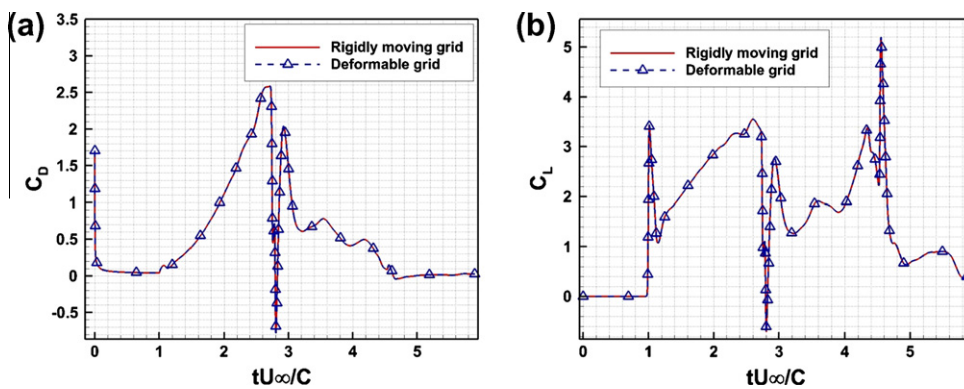 (a)
3.5
3
2.5
2
1.5
1
0.5
0
-0.5
C_D
Rigidly moving grid
Deformable grid
0 1 2 3 4 5
tU∞/C
(b)
5
4
3
2
1
0
C_L
Rigidly moving grid
Deformable grid
0 1 2 3 4 5
tU∞/C